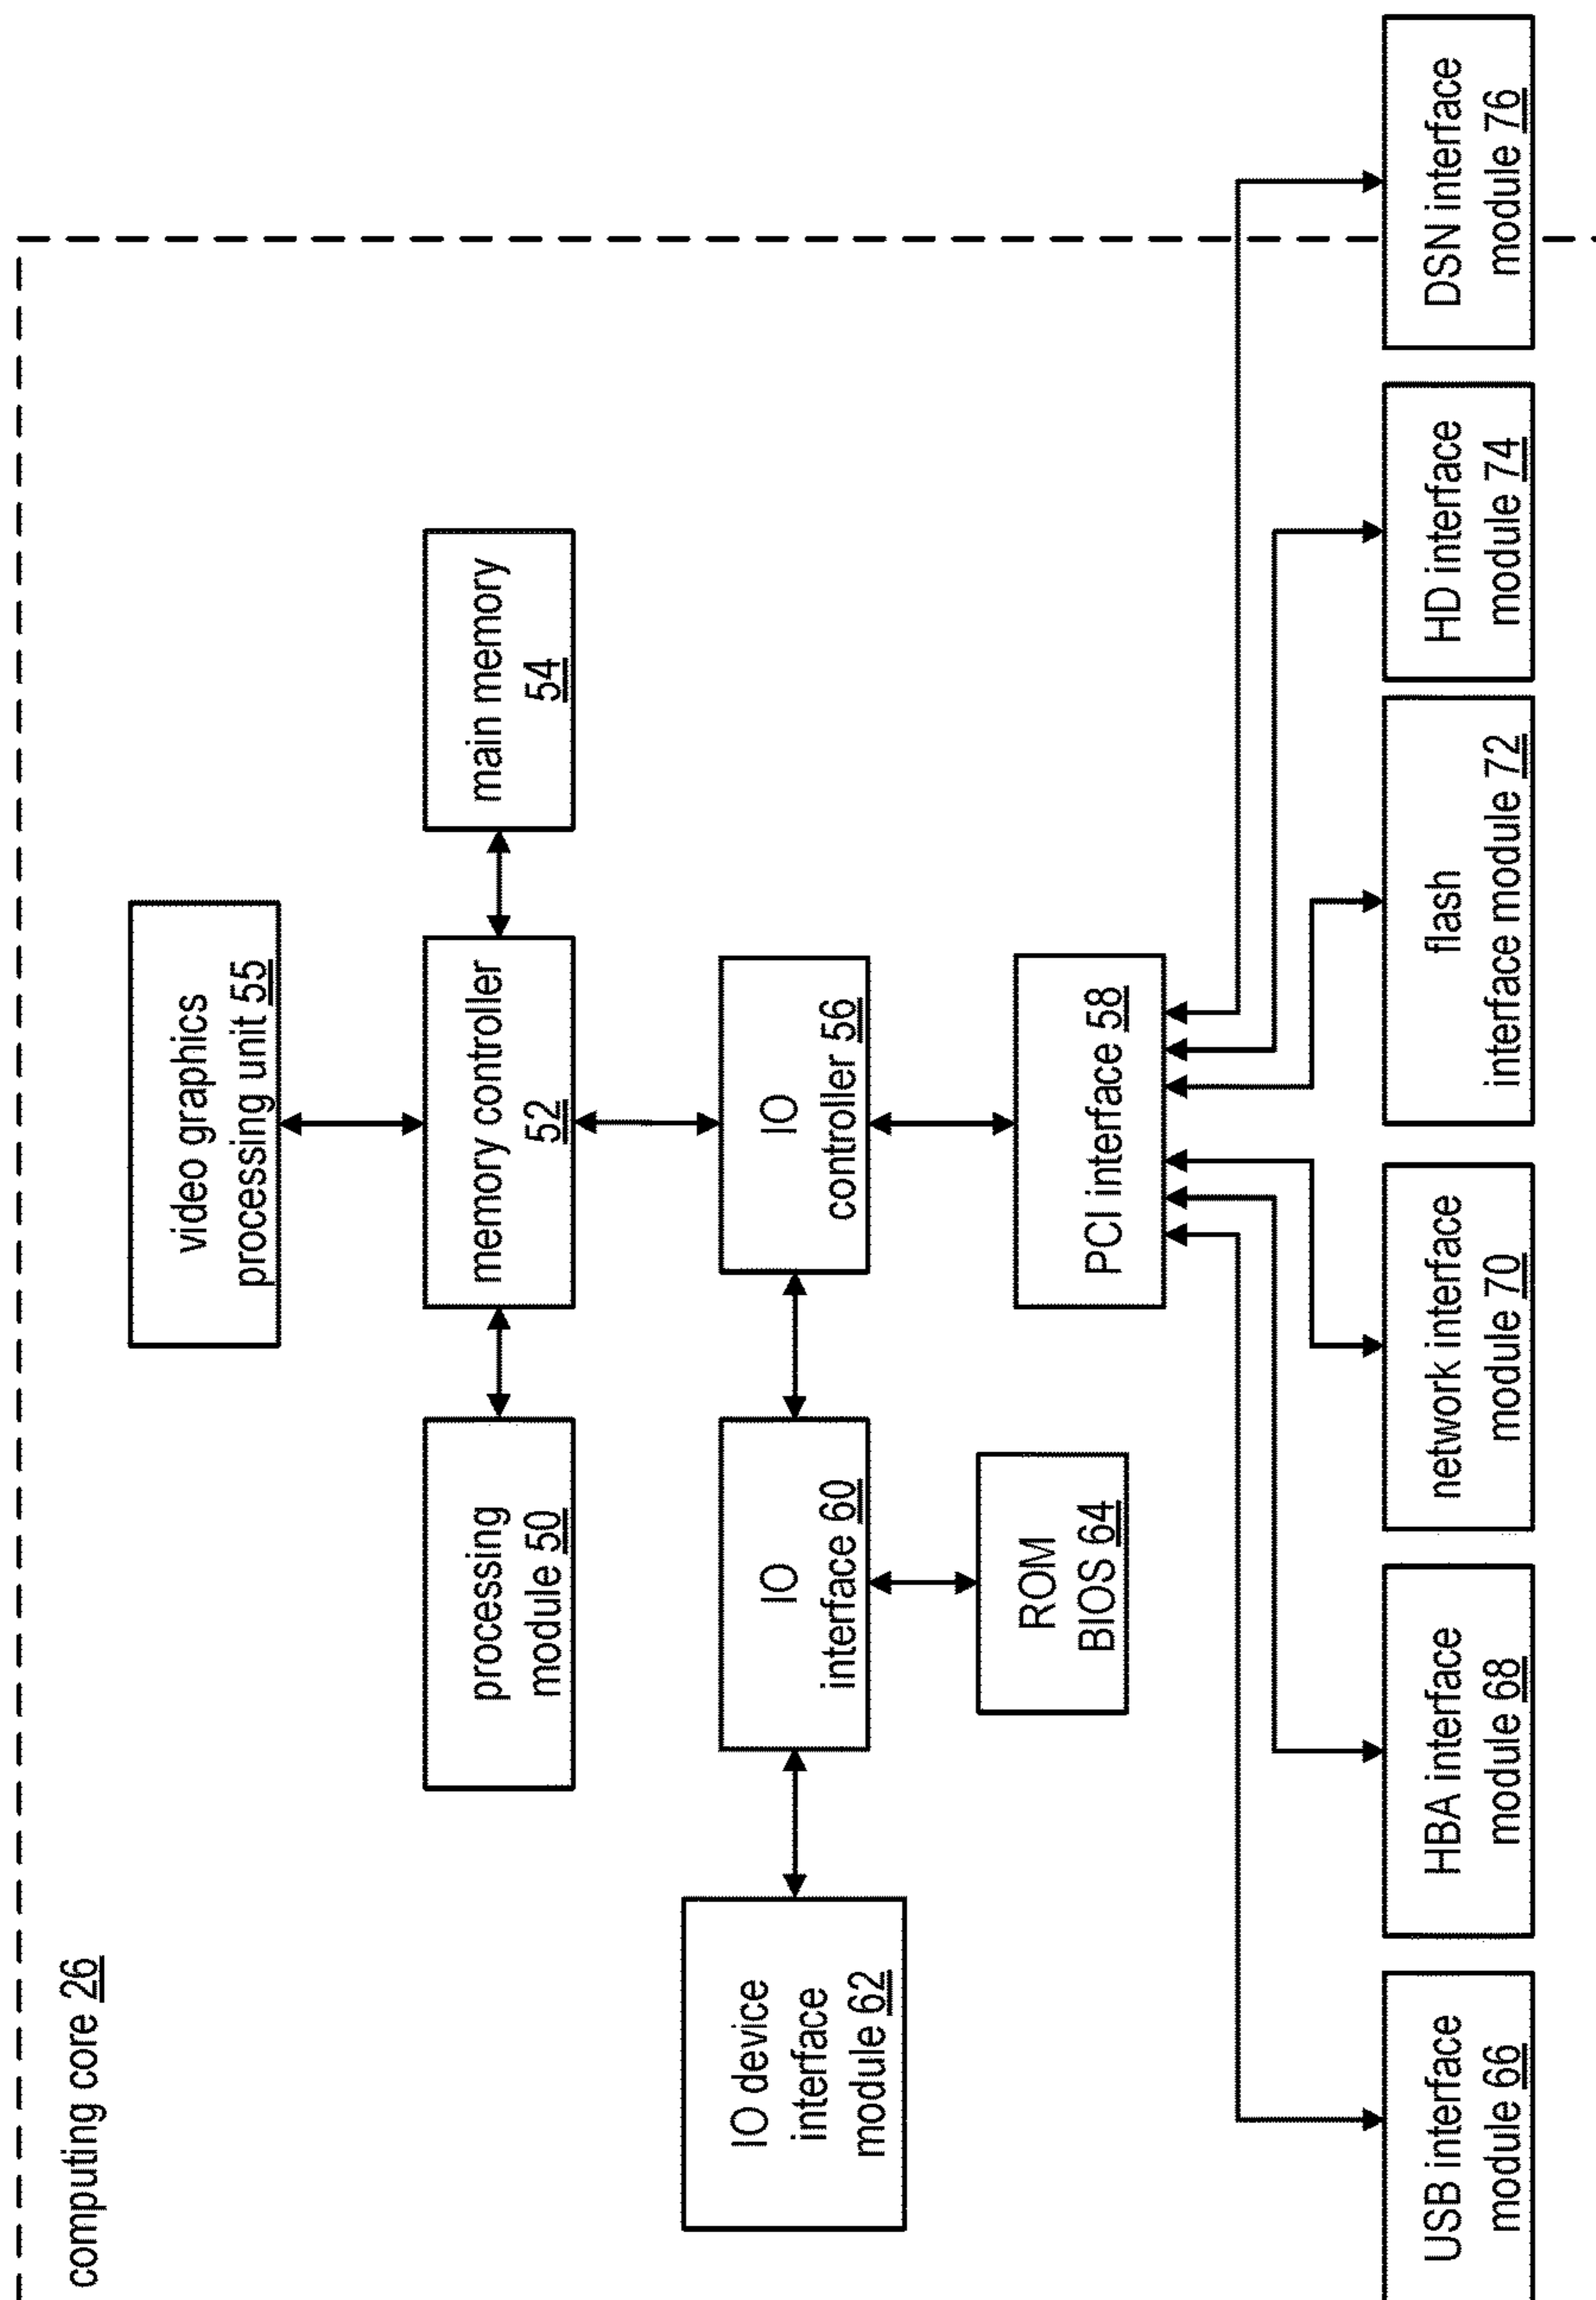 computing core 26
video graphics
processing unit 55
processing
module 50
memory controller
52
main memory
54
IO device
interface
module 62
IO
interface 60
IO
controller 56
ROM
BIOS 64
PCI interface 58
USB interface
module 66
HBA interface
module 68
network interface
module 70
flash
interface module 72
HD interface
module 74
DSN interface
module 76